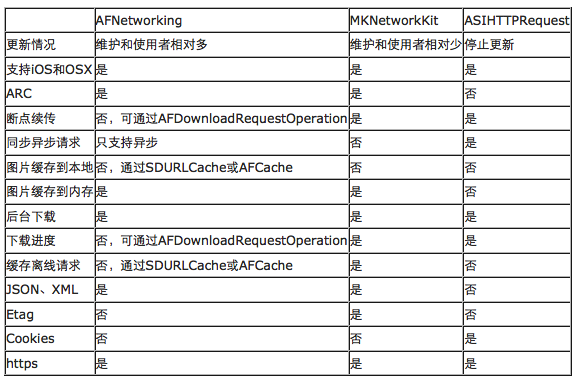 AFNetworking MKNetworkKit ASIHTTPRequest
更新情况 维护和使用者相对多 维护和使用者相对少 停止更新
支持iOS和OSX 是 是 是
ARC 是 是 否
断点续传 否，可通过AFDownloadRequestOperation 是 是
同步异步请求 只支持异步 否 是
图片缓存到本地 否，通过SDURLCache或AFCache 否 否
图片缓存到内存 是 是 否
后台下载 是 是 是
下载进度 否，可通过AFDownloadRequestOperation 是 是
缓存离线请求 否，通过SDURLCache或AFCache 是 否
JSON、XML 是 是 否
Etag 否 是 否
Cookies 否 否 是
https 是 是 是